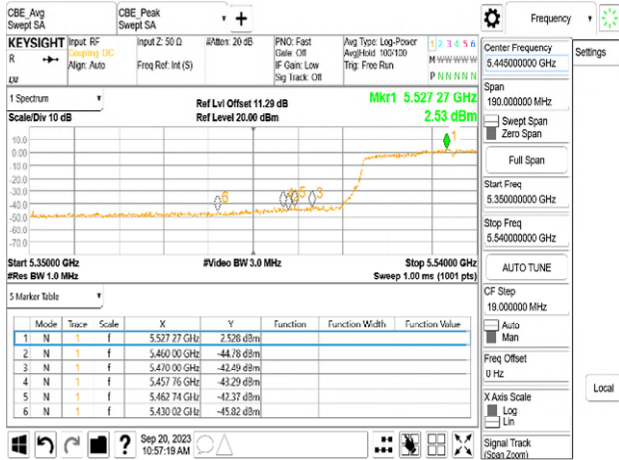 CBE_Avg
Swept SA
CBE_Peak
Swept SA
Frequency
KEYSIGHT
R
Input: RF
Coupling: DC
Align: Auto
Input Z: 50 Ω
Freq Ref: Int (S)
#Atten: 20 dB
PNO: Fast
Gate: Off
IF Gain: Low
Sig Track: Off
Avg Type: Log-Power
Avg|Hold: 100/100
Trig: Free Run
1 2 3 4 5 6
M W W W W W
P N N N N N
Center Frequency
5.445000000 GHz
Settings
Span
190.000000 MHz
Swept Span
Zero Span
Full Span
Start Freq
5.350000000 GHz
Stop Freq
5.540000000 GHz
AUTO TUNE
CF Step
19.000000 MHz
Auto
Man
Freq Offset
0 Hz
X Axis Scale
Log
Lin
Signal Track
(Span Zoom)
Local
1 Spectrum
Scale/Div 10 dB
Ref Lvl Offset 11.29 dB
Ref Level 20.00 dBm
Mkr1 5.527 27 GHz
2.53 dBm
10.0
0.00
-10.0
-20.0
-30.0
-40.0
-50.0
-60.0
-70.0
6
5
3
1
Start 5.35000 GHz
#Res BW 1.0 MHz
#Video BW 3.0 MHz
Stop 5.54000 GHz
Sweep 1.00 ms (1001 pts)
5 Marker Table
Mode Trace Scale X Y Function Function Width Function Value
1 N 1 f 5.527 27 GHz 2.528 dBm
2 N 1 f 5.460 00 GHz -44.78 dBm
3 N 1 f 5.470 00 GHz -42.49 dBm
4 N 1 f 5.457 76 GHz -43.29 dBm
5 N 1 f 5.462 74 GHz -42.37 dBm
6 N 1 f 5.430 02 GHz -45.82 dBm
?
Sep 20, 2023
10:57:19 AM